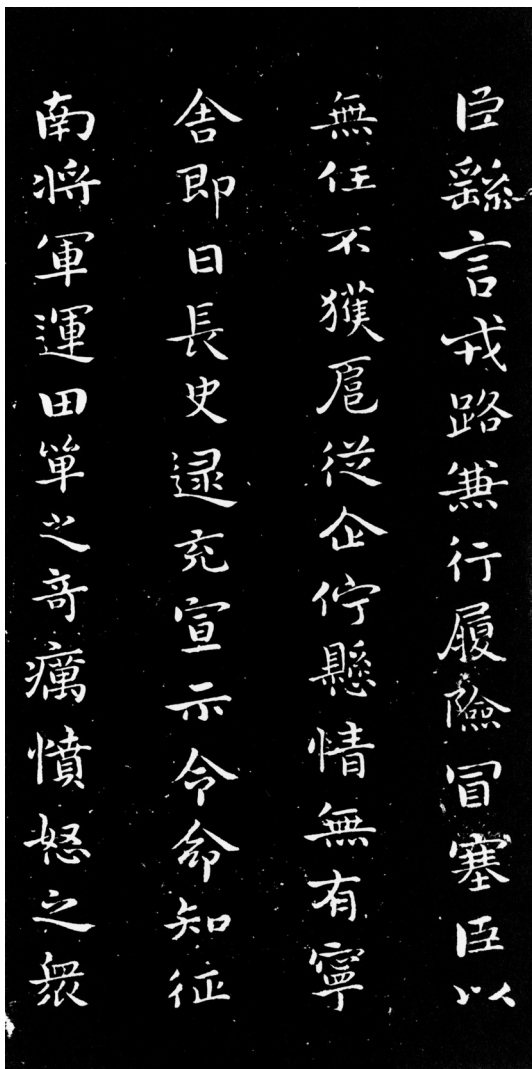 臣繇言戎路兼行履險冒塞臣以
無任不獲扈從企佇懸情無有寧
舍即日長史逯充宣示令命知征
南將軍運田單之奇厲憤怒之衆